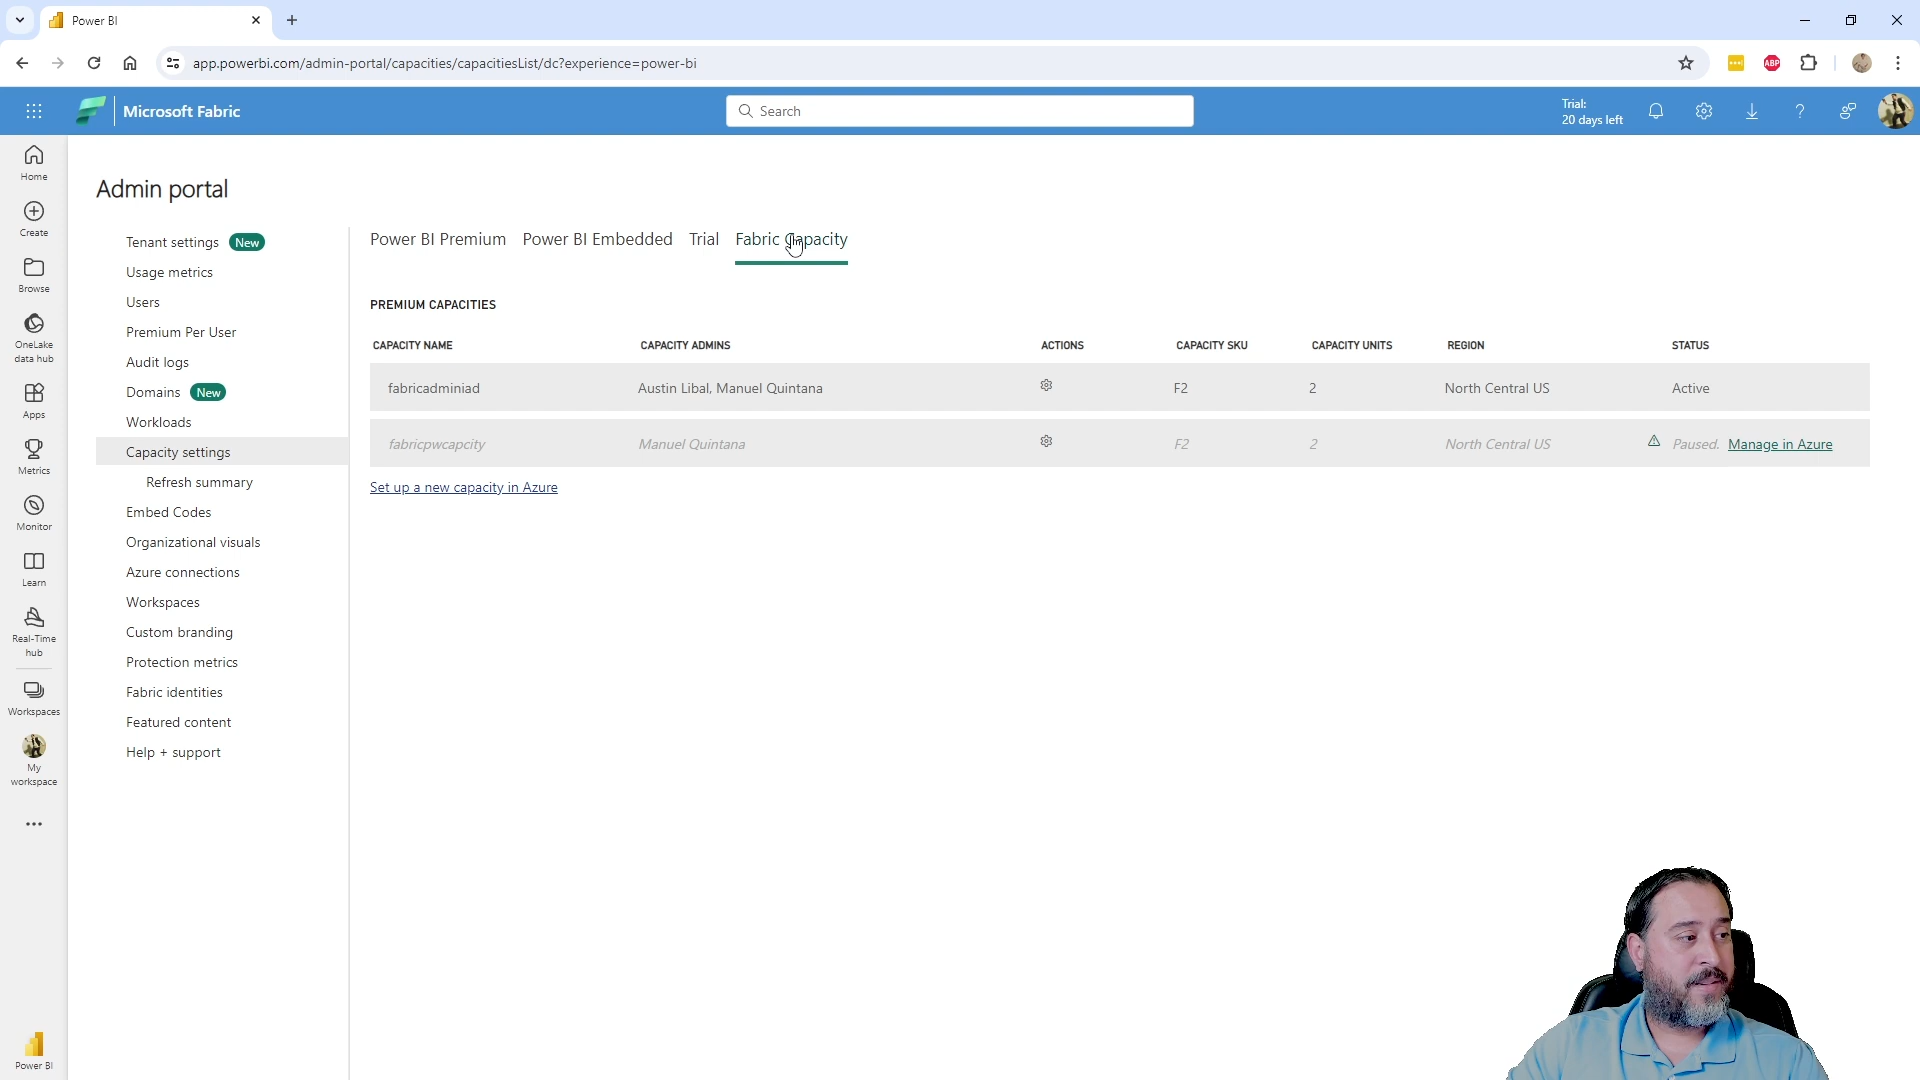 Power BI
app.powerbi.com/admin-portal/capacities/capacitiesList/dc?experience=power-bi
ABP
Microsoft Fabric
Search
Trial:
20 days left
Home
Create
Browse
OneLake
data hub
Apps
Metrics
Monitor
Learn
Real-Time
hub
Workspaces
My
workspace
Power BI
Admin portal
Tenant settings New
Usage metrics
Users
Premium Per User
Audit logs
Domains New
Workloads
Capacity settings
Refresh summary
Embed Codes
Organizational visuals
Azure connections
Workspaces
Custom branding
Protection metrics
Fabric identities
Featured content
Help + support
Power BI Premium Power BI Embedded Trial Fabric Capacity
PREMIUM CAPACITIES
CAPACITY NAME CAPACITY ADMINS ACTIONS CAPACITY SKU CAPACITY UNITS REGION STATUS
fabricadminiad Austin Libal, Manuel Quintana F2 2 North Central US Active
fabricpwcapcity Manuel Quintana F2 2 North Central US Paused. Manage in Azure
Set up a new capacity in Azure